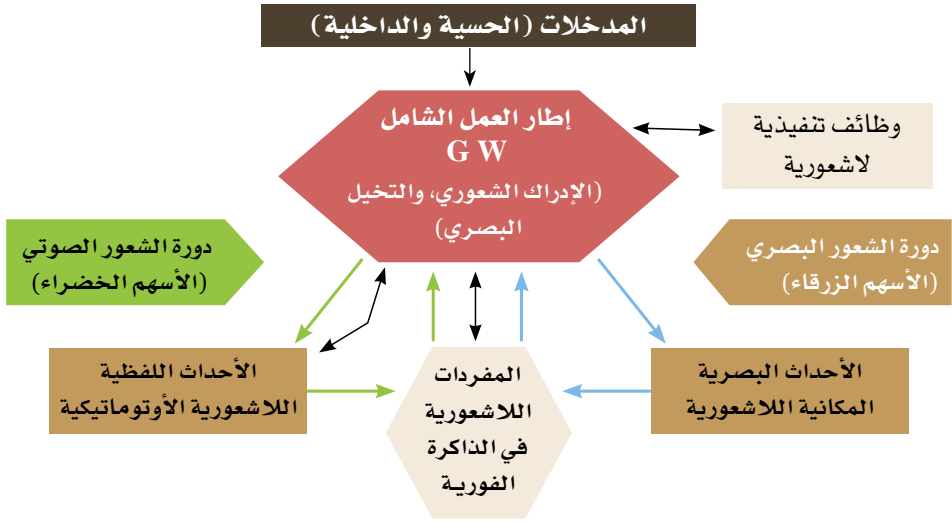 المدخلات (الحسية والداخلية)
إطار العمل الشامل
G W
(الإدراك الشعوري، والتخيل
البصري)
وظائف تنفيذية
لاشعورية
دورة الشعور البصري
(الأسهم الزرقاء)
دورة الشعور الصوتي
(الأسهم الخضراء)
الأحداث البصرية
المكانية اللاشعورية
المفردات
اللاشعورية
في الذاكرة
الفورية
الأحداث اللفظية
اللاشعورية الأوتوماتيكية